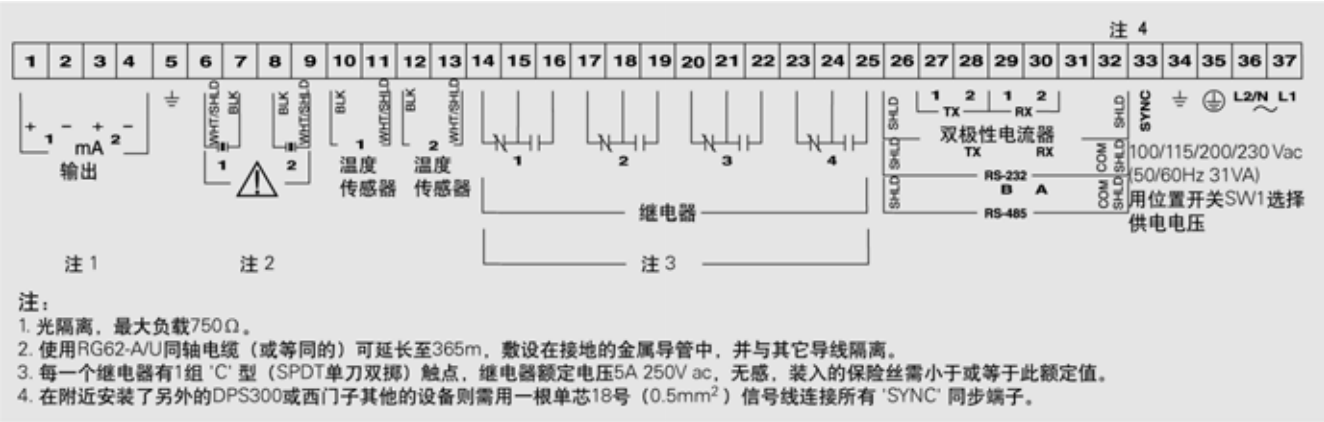 注 4
1 2 3 4 5 6 7 8 9 10 11 12 13 14 15 16 17 18 19 20 21 22 23 24 25 26 27 28 29 30 31 32 33 34 35 36 37
WHT/SHLD BLK BLK WHT/SHLD BLK WHT/SHLD BLK WHT/SHLD SHLD 1 2 1 2 SHLD SYNC L2/N L1
TX RX
+ - + -
1 mA 2
输出
1 2
1 2
温度 温度
传感器 传感器
1 2 3 4
双极性电流器
SHLD TX RX COM SHLD
RS-232
SHLD B A COM SHLD
RS-485
100/115/200/230 Vac
(50/60Hz 31VA)
用位置开关SW1选择
供电电压
继电器
注 1 注 2 注 3
注：
1. 光隔离，最大负载750Ω。
2. 使用RG62-A/U同轴电缆（或等同的）可延长至365m，敷设在接地的金属导管中，并与其它导线隔离。
3. 每一个继电器有1组 'C' 型（SPDT单刀双掷）触点，继电器额定电压5A 250V ac，无感，装入的保险丝需小于或等于此额定值。
4. 在附近安装了另外的DPS300或西门子其他的设备则需用一根单芯18号（0.5mm²）信号线连接所有 'SYNC' 同步端子。